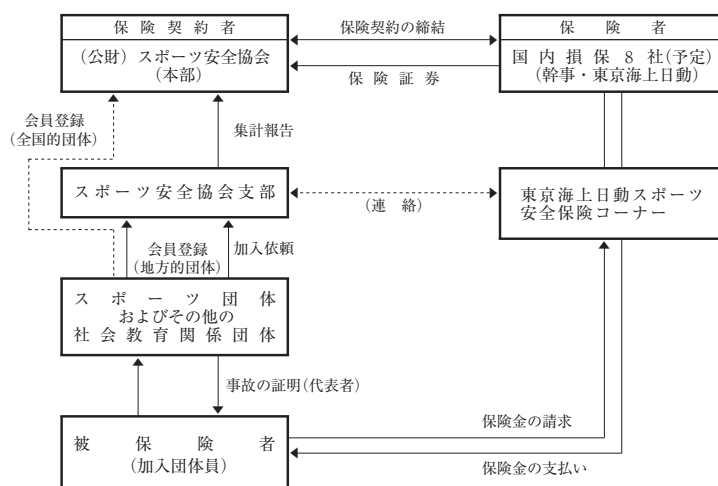 保険契約者
(公財)スポーツ安全協会
(本部)
保険契約の締結
保険証券
保険者
国内損保8社(予定)
(幹事・東京海上日動)
会員登録
(全国的団体)
集計報告
スポーツ安全協会支部
(連 絡)
東京海上日動スポーツ
安全保険コーナー
会員登録
(地方的団体)
加入依頼
スポーツ団体
およびその他の
社会教育関係団体
事故の証明(代表者)
被保険者
(加入団体員)
保険金の請求
保険金の支払い